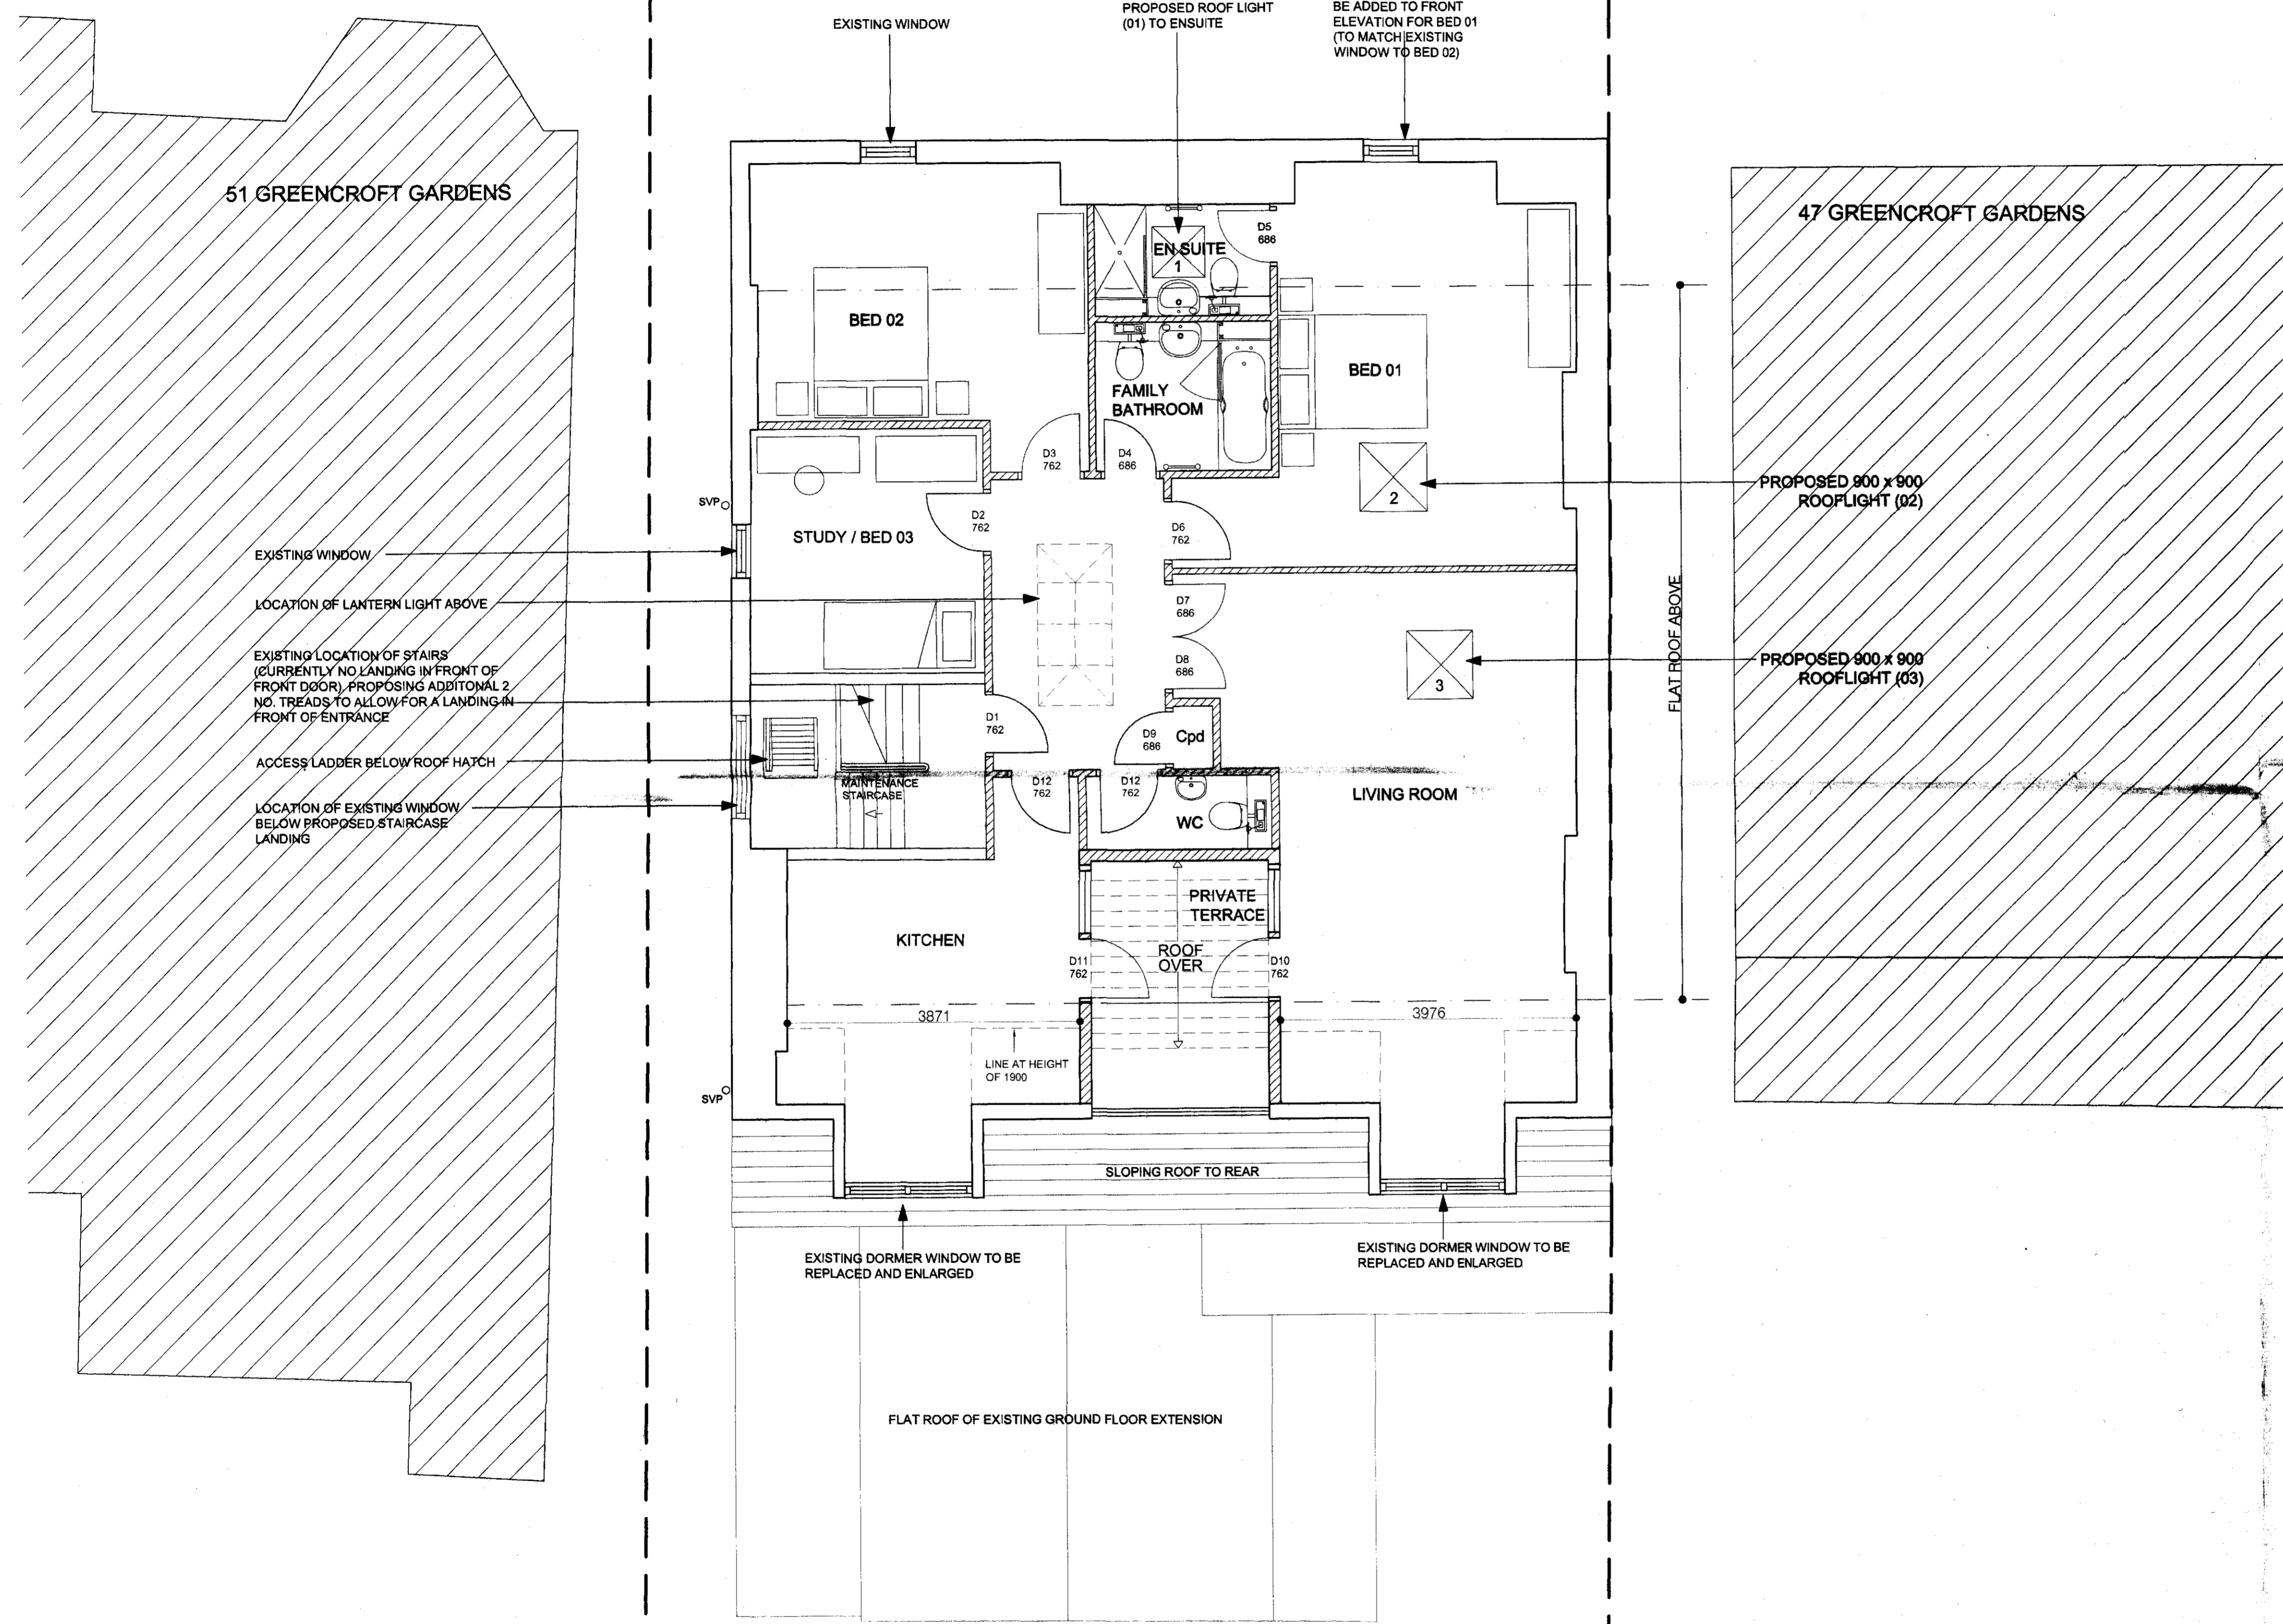 EXISTING WINDOW
PROPOSED ROOF LIGHT
(01) TO ENSUITE
BE ADDED TO FRONT
ELEVATION FOR BED 01
(TO MATCH EXISTING
WINDOW TO BED 02)
51 GREENCROFT GARDENS
47 GREENCROFT GARDENS
D5
686
EN SUITE
1
BED 02
BED 01
FAMILY
BATHROOM
D3
762
D4
686
2
PROPOSED 900 x 900
ROOFLIGHT (02)
SVP
D2
762
D6
762
STUDY / BED 03
EXISTING WINDOW
LOCATION OF LANTERN LIGHT ABOVE
D7
686
FLAT ROOF ABOVE
EXISTING LOCATION OF STAIRS
(CURRENTLY NO LANDING IN FRONT OF
FRONT DOOR). PROPOSING ADDITONAL 2
NO. TREADS TO ALLOW FOR A LANDING IN
FRONT OF ENTRANCE
D8
686
3
PROPOSED 900 x 900
ROOFLIGHT (03)
D1
762
D9
686
Cpd
ACCESS LADDER BELOW ROOF HATCH
MAINTENANCE
STAIRCASE
D12
762
D12
762
LIVING ROOM
LOCATION OF EXISTING WINDOW
BELOW PROPOSED STAIRCASE
LANDING
WC
PRIVATE
TERRACE
KITCHEN
ROOF
OVER
D11
762
D10
762
3871
3976
LINE AT HEIGHT
OF 1900
SVP
SLOPING ROOF TO REAR
EXISTING DORMER WINDOW TO BE
REPLACED AND ENLARGED
EXISTING DORMER WINDOW TO BE
REPLACED AND ENLARGED
FLAT ROOF OF EXISTING GROUND FLOOR EXTENSION